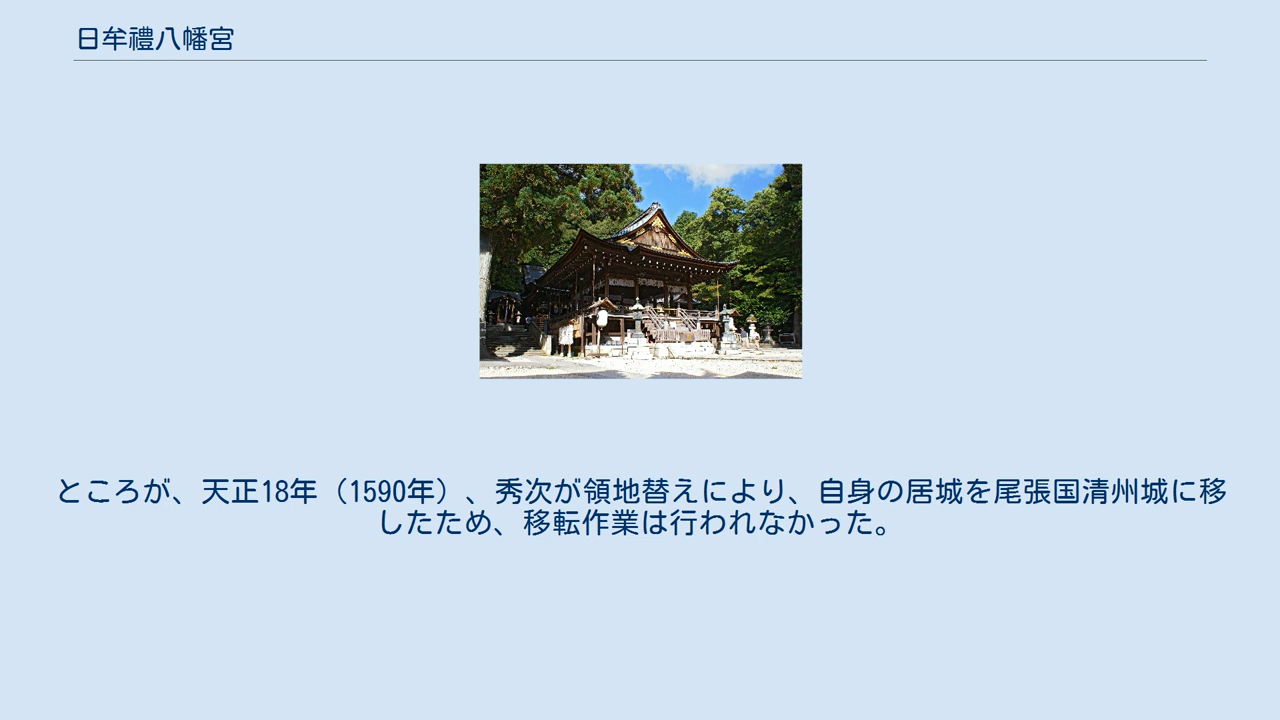 日牟禮八幡宮
ところが、天正18年（1590年）、秀次が領地替えにより、自身の居城を尾張国清州城に移
したため、移転作業は行われなかった。